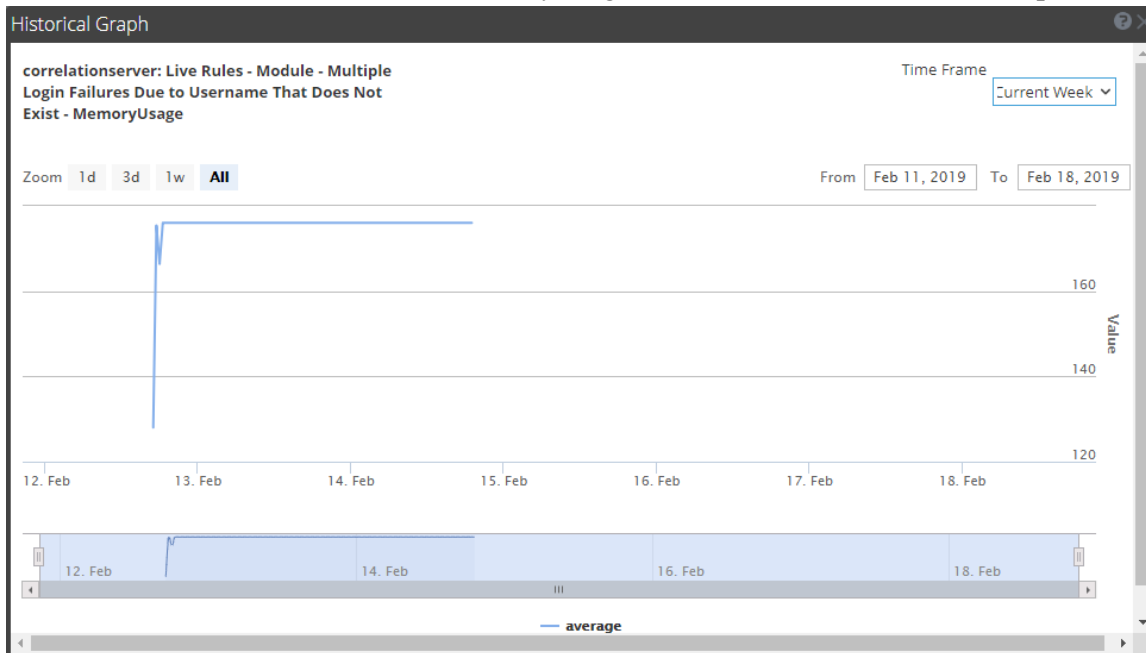 Historical Graph
correlationserver: Live Rules - Module - Multiple
Login Failures Due to Username That Does Not
Exist - MemoryUsage
Time Frame
Current Week
Zoom 1d 3d 1w All
From Feb 11, 2019 To Feb 18, 2019
160
Value
140
120
12. Feb 13. Feb 14. Feb 15. Feb 16. Feb 17. Feb 18. Feb
12. Feb 14. Feb 16. Feb 18. Feb
average